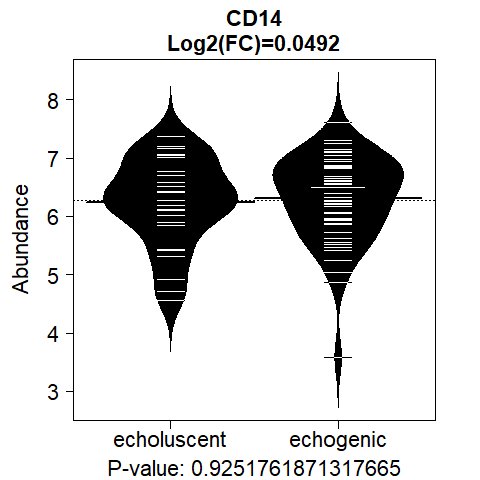 CD14
Log2(FC)=0.0492
Abundance
8
7
6
5
4
3
echoluscent echogenic
P-value: 0.9251761871317665